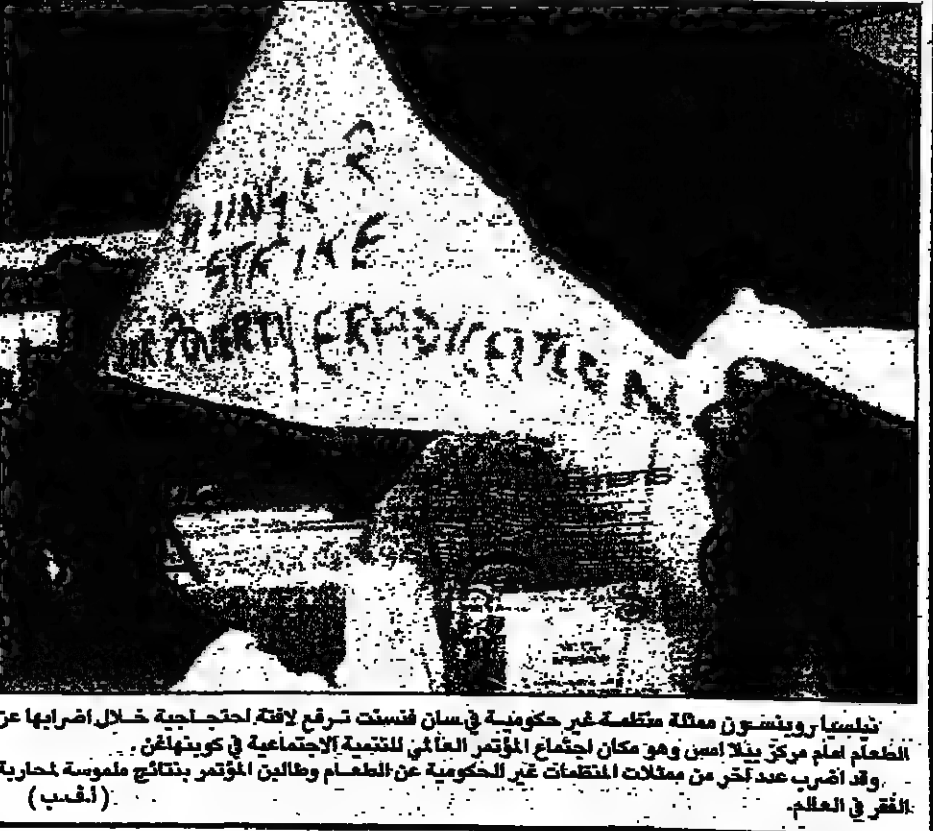 HUNGER
STRIKE
FOR POVERTY ERADICATION
نيلسيا روبنسون ممثلة منظمة غير حكومية في سان فنسنت ترفع لافتة احتجاجية خلال اضرابها عن
الطعام امام مركز بيللا امس وهو مكان اجتماع المؤتمر العالمي للتنمية الاجتماعية في كوبنهاغن .
وقد اضرب عدد آخر من ممثلات المنظمات غير الحكومية عن الطعام وطالبن المؤتمر بنتائج ملموسة لمحاربة
الفقر في العالم.
(أ.ف.ب)